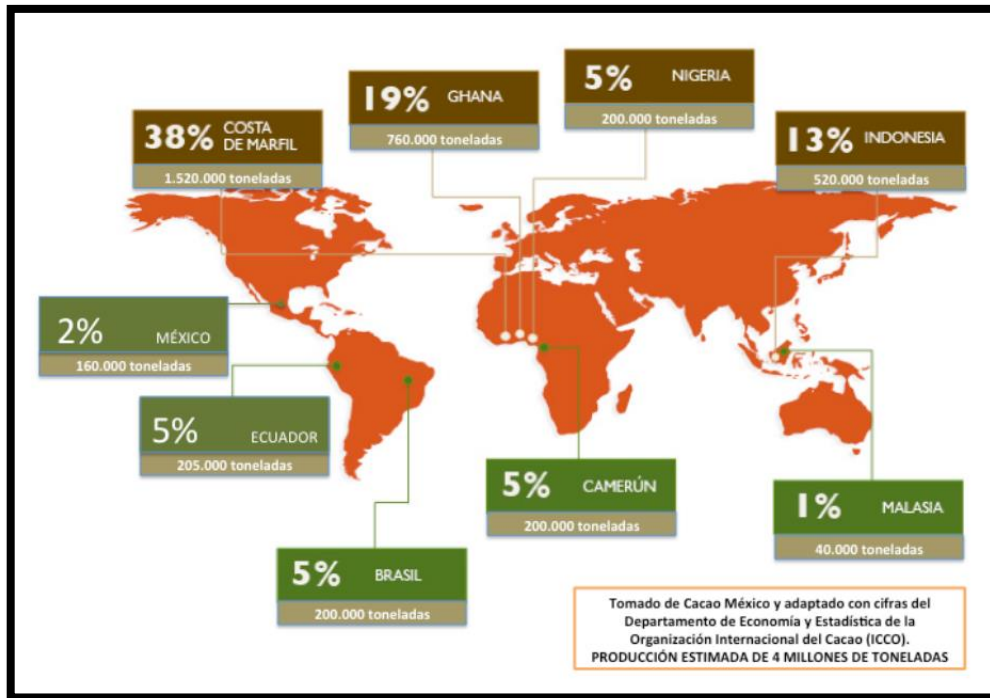 5% NIGERIA
200.000 toneladas
19% GHANA
760.000 toneladas
38% COSTA
DE MARFIL
1.520.000 toneladas
13% INDONESIA
520.000 toneladas
2% MÉXICO
160.000 toneladas
5% ECUADOR
205.000 toneladas
5% CAMERÚN
200.000 toneladas
1% MALASIA
40.000 toneladas
5% BRASIL
200.000 toneladas
Tomado de Cacao México y adaptado con cifras del
Departamento de Economía y Estadística de la
Organización Internacional del Cacao (ICCO).
PRODUCCIÓN ESTIMADA DE 4 MILLONES DE TONELADAS